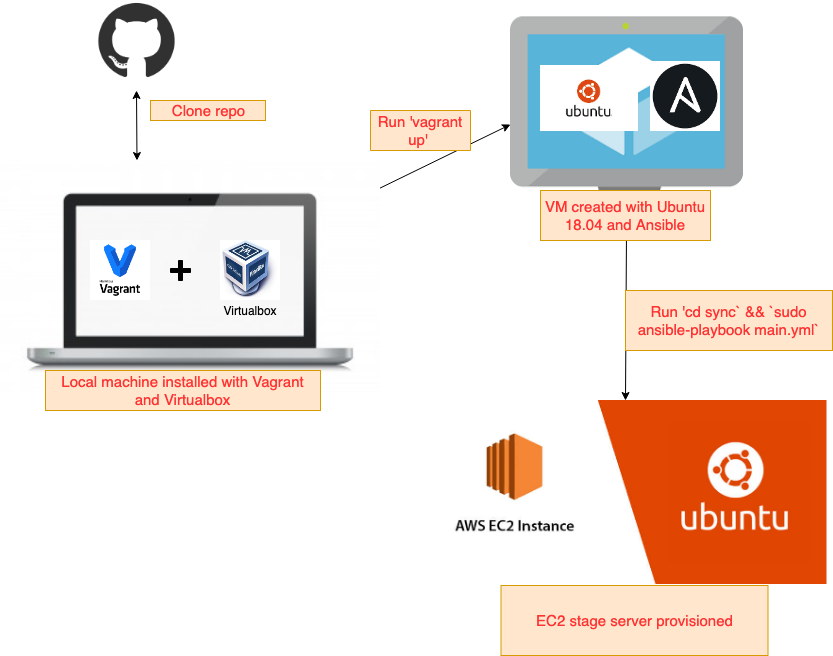 Clone repo
Run 'vagrant
up'
ubuntu
VM created with Ubuntu
18.04 and Ansible
Vagrant
Virtualbox
Local machine installed with Vagrant
and Virtualbox
Run 'cd sync` && `sudo
ansible-playbook main.yml`
AWS EC2 Instance
ubuntu
EC2 stage server provisioned